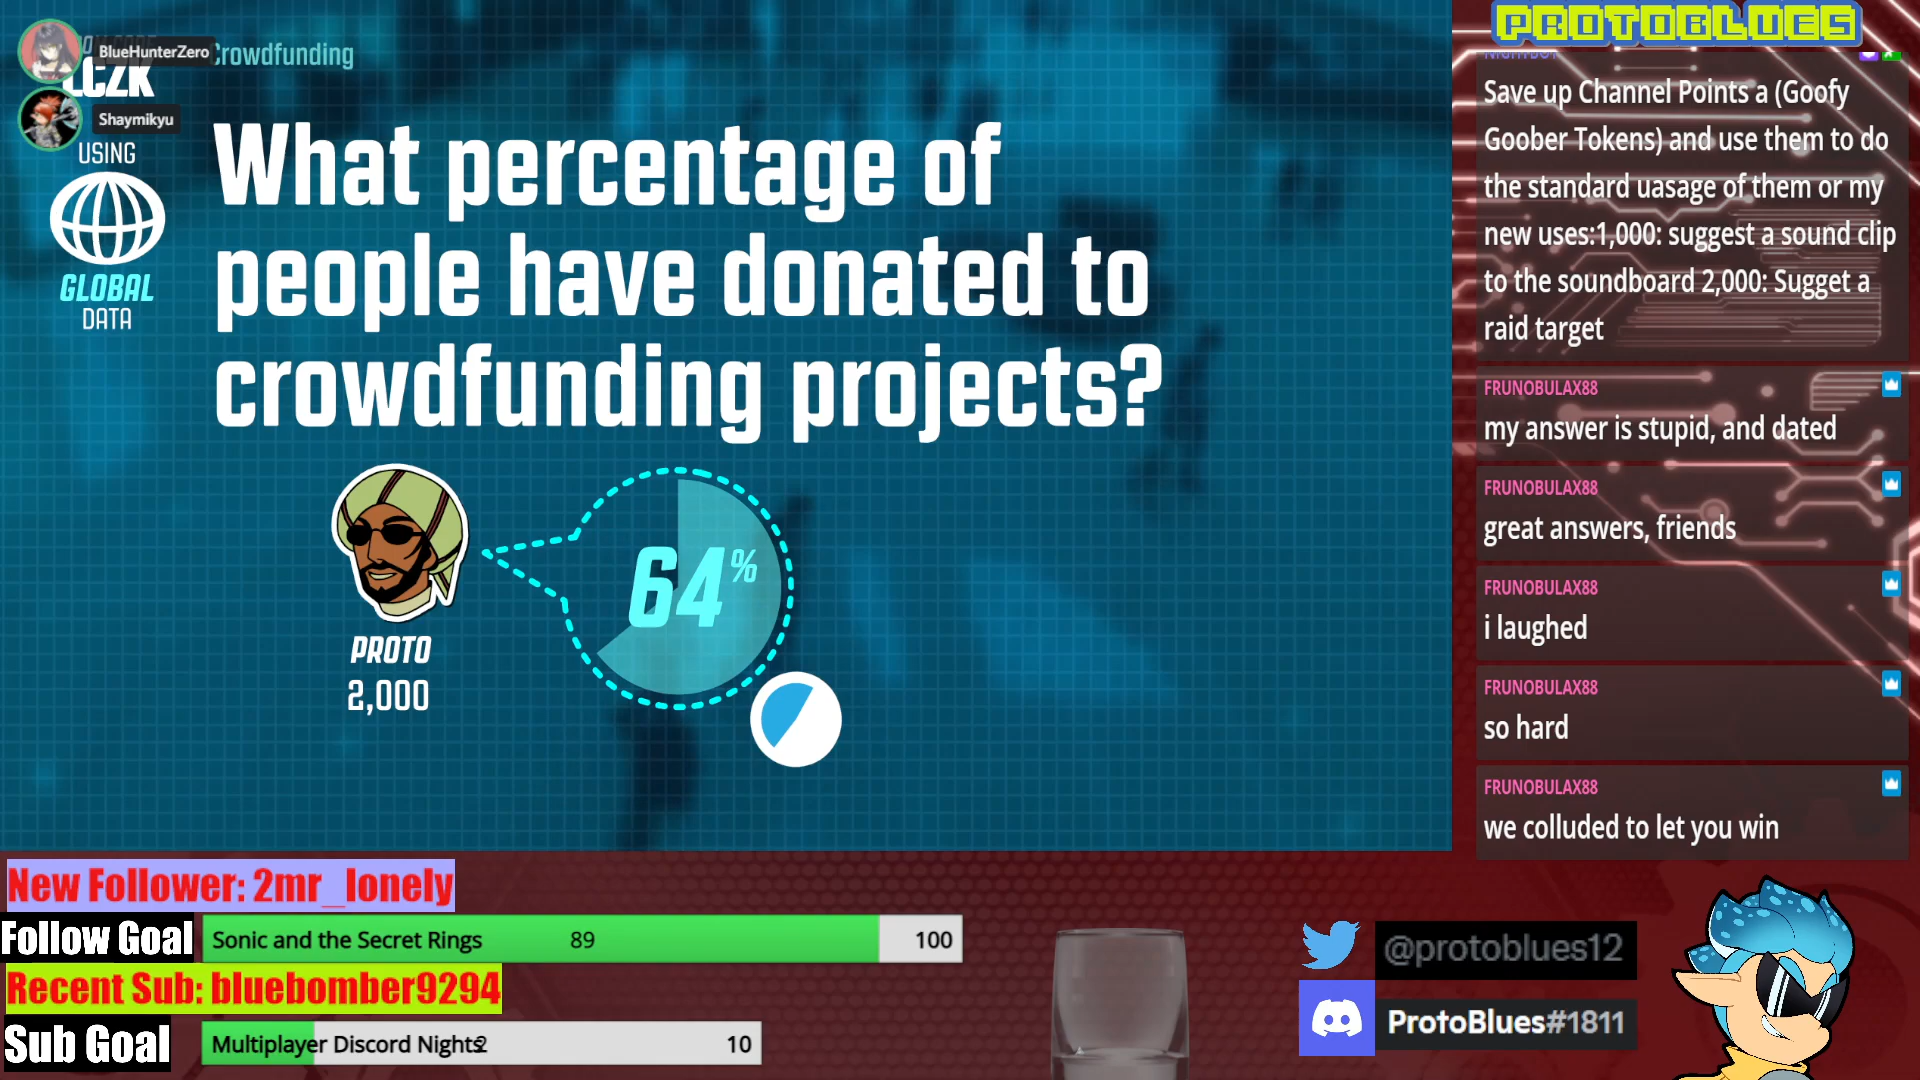 BlueHunterZero
Crowdfunding
LCZK
Shaymikyu
USING
GLOBAL
DATA
What percentage of
people have donated to
crowdfunding projects?
64%
PROTO
2,000
PROTOBLUES
NIGHTBOT
Save up Channel Points a (Goofy
Goober Tokens) and use them to do
the standard uasage of them or my
new uses:1,000: suggest a sound clip
to the soundboard 2,000: Sugget a
raid target
FRUNOBULAX88
my answer is stupid, and dated
FRUNOBULAX88
great answers, friends
FRUNOBULAX88
i laughed
FRUNOBULAX88
so hard
FRUNOBULAX88
we colluded to let you win
New Follower: 2mr_lonely
Follow Goal
Sonic and the Secret Rings 89 100
Recent Sub: bluebomber9294
Sub Goal
Multiplayer Discord Nights 2 10
@protoblues12
ProtoBlues#1811